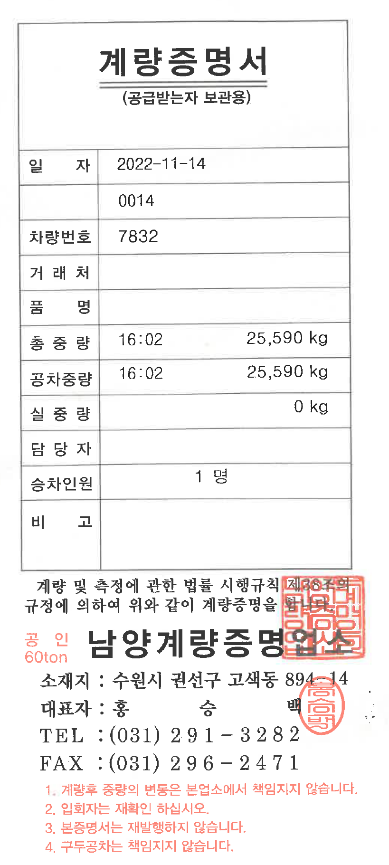 계량증명서
(공급받는자 보관용)
일 자 2022-11-14
0014
차량번호 7832
거 래 처
품 명
총 중 량 16:02 25,590 kg
공차중량 16:02 25,590 kg
실 중 량 0 kg
담 당 자
승차인원 1 명
비 고
계량 및 측정에 관한 법률 시행규칙 제28조의
규정에 의하여 위와 같이 계량증명을 합니다.
공 인
60ton
남양계량증명업소
소재지 : 수원시 권선구 고색동 894-14
대표자 : 홍 승 백
TEL : (031) 291-3282
FAX : (031) 296-2471
1. 계량후 중량의 변동은 본업소에서 책임지지 않습니다.
2. 입회자는 재확인 하십시오.
3. 본증명서는 재발행하지 않습니다.
4. 구두공차는 책임지지 않습니다.